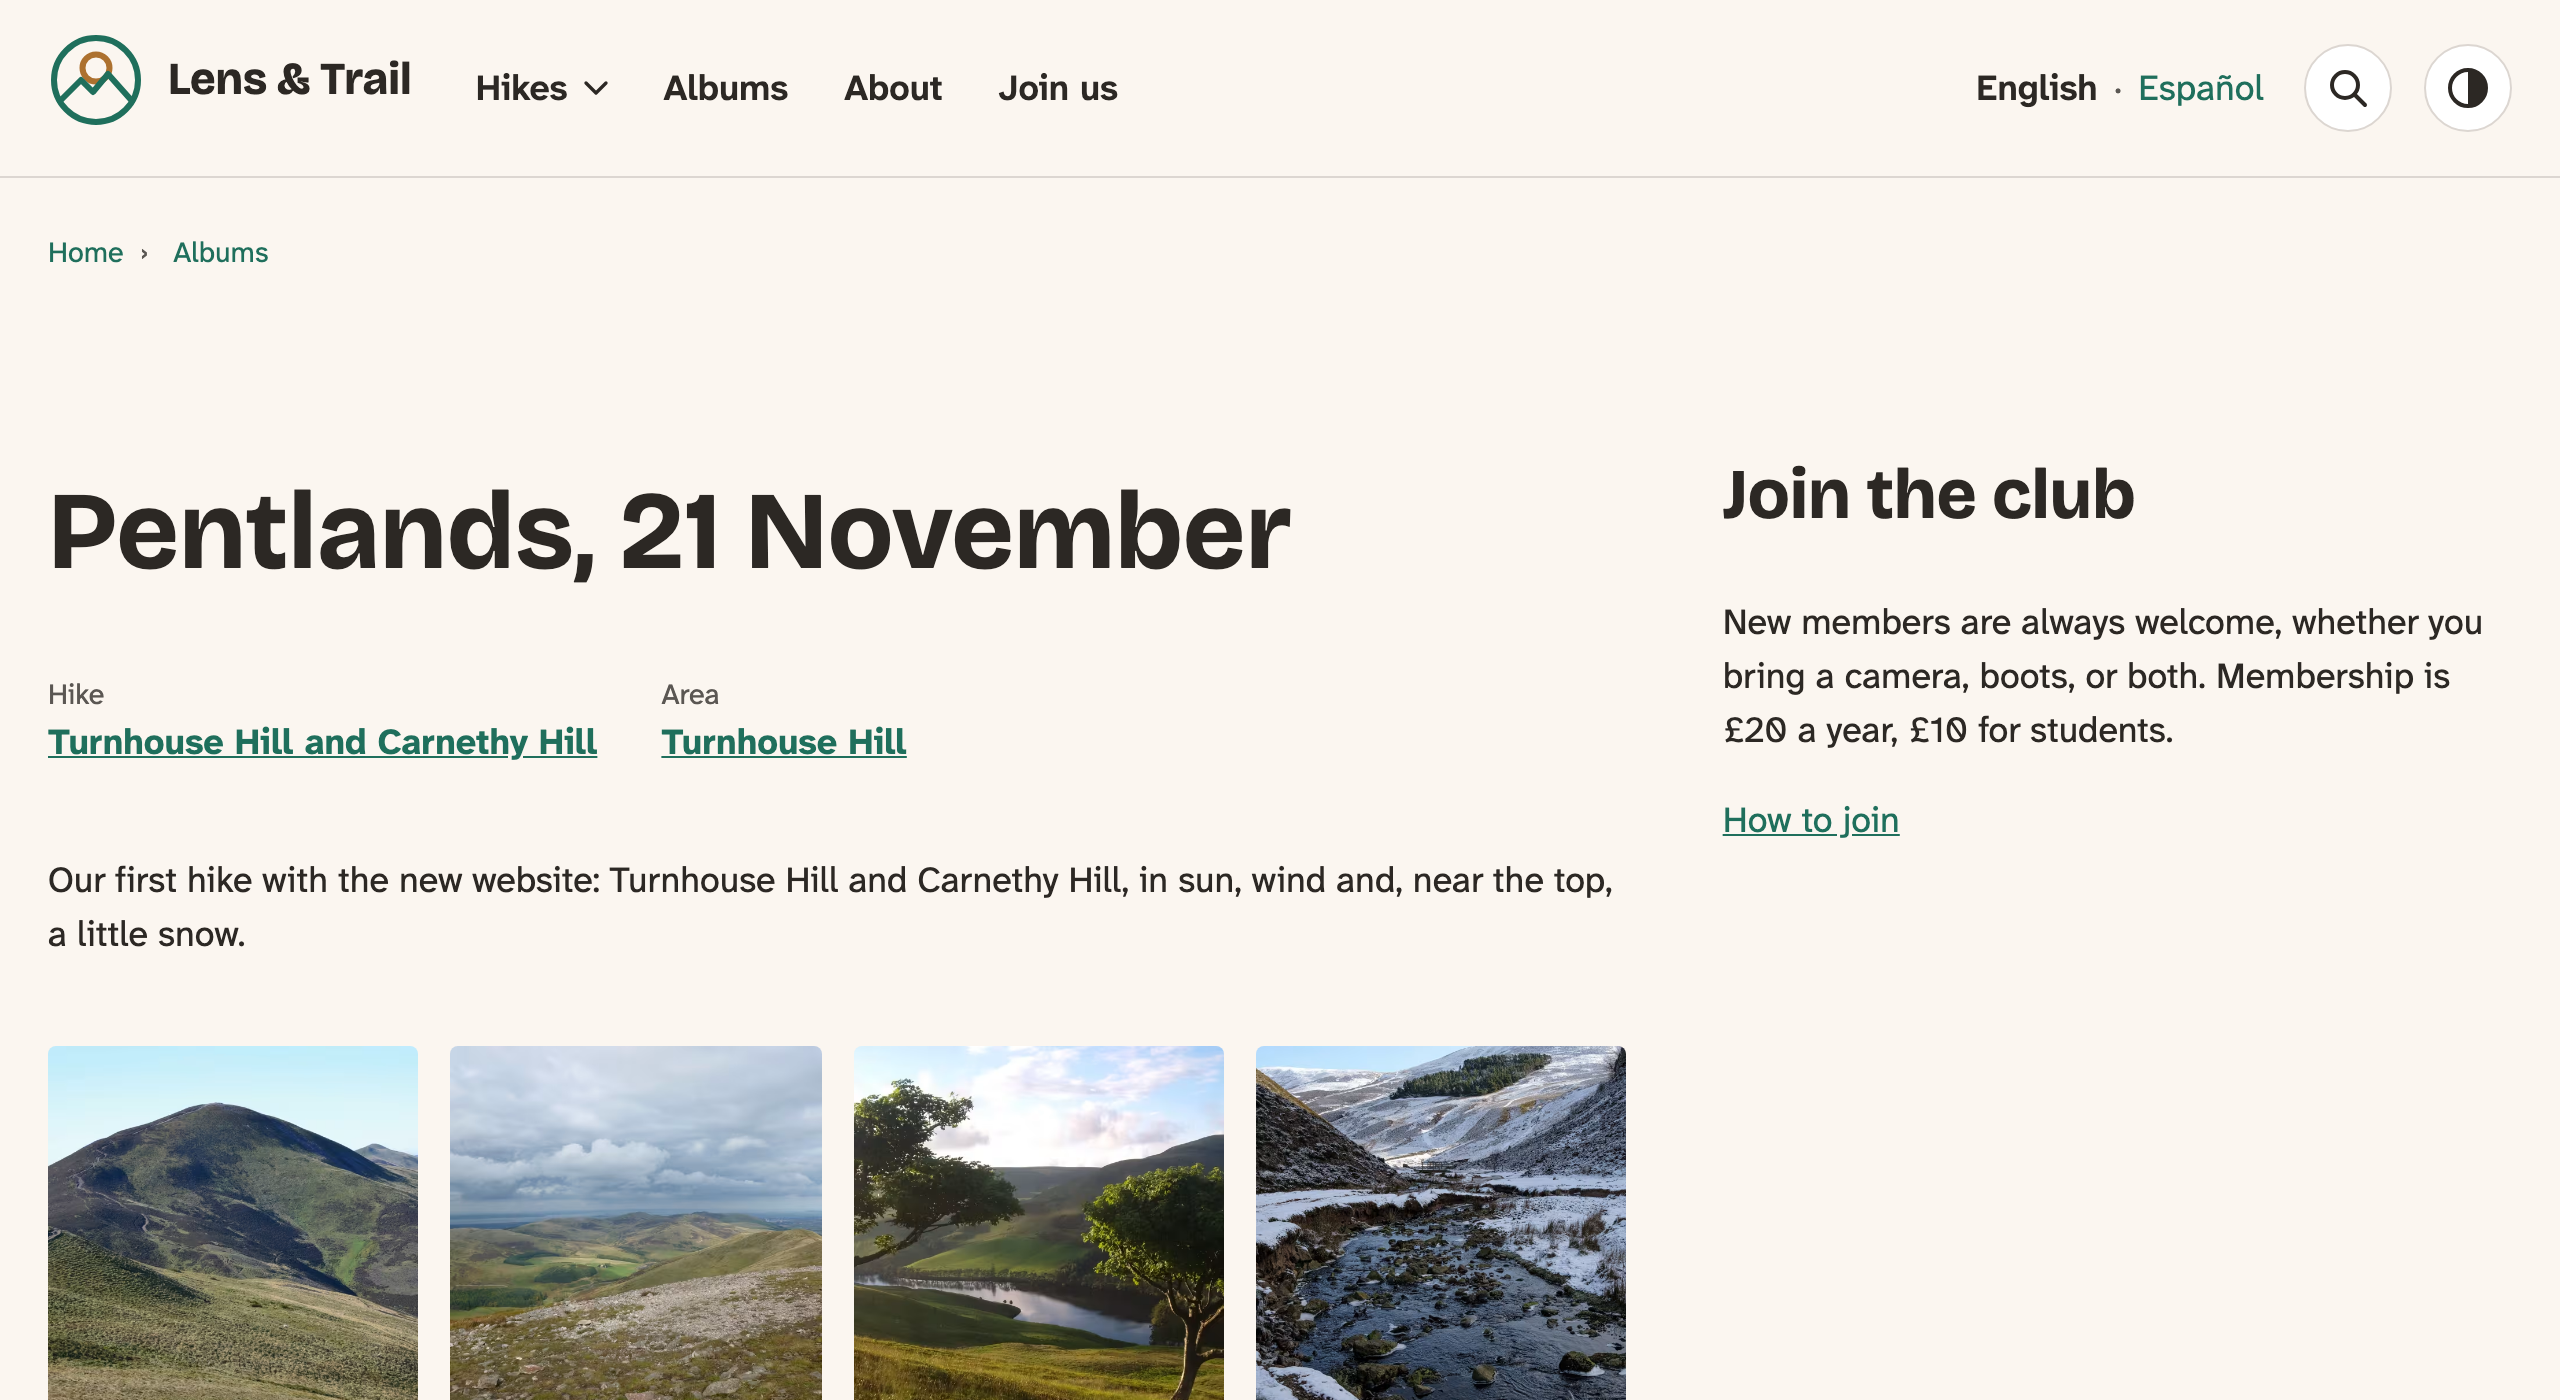 Lens & Trail
Hikes
Albums
About
Join us
English · Español
Home › Albums
Pentlands, 21 November
Hike
Turnhouse Hill and Carnethy Hill
Area
Turnhouse Hill
Our first hike with the new website: Turnhouse Hill and Carnethy Hill, in sun, wind and, near the top,
a little snow.
Join the club
New members are always welcome, whether you
bring a camera, boots, or both. Membership is
£20 a year, £10 for students.
How to join